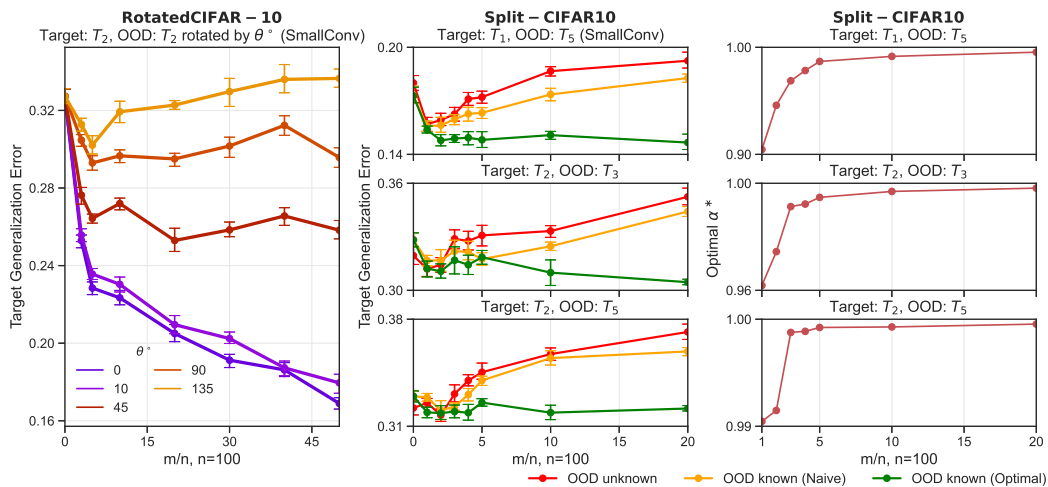 RotatedCIFAR – 10
Target: T2, OOD: T2 rotated by θ° (SmallConv)
Target Generalization Error
0.32
0.28
0.24
0.20
0.16
θ°
0
10
45
90
135
0 15 30 45
m/n, n=100
Split – CIFAR10
Target: T1, OOD: T5 (SmallConv)
0.20
0.14
Target: T2, OOD: T3
0.36
0.30
Target: T2, OOD: T5
0.38
0.31
Target Generalization Error
0 5 10 15 20
m/n, n=100
Split – CIFAR10
Target: T1, OOD: T5
1.00
0.90
Target: T2, OOD: T3
1.00
0.96
Target: T2, OOD: T5
1.00
0.99
Optimal α*
1 5 10 15 20
m/n, n=100
OOD unknown
OOD known (Naive)
OOD known (Optimal)